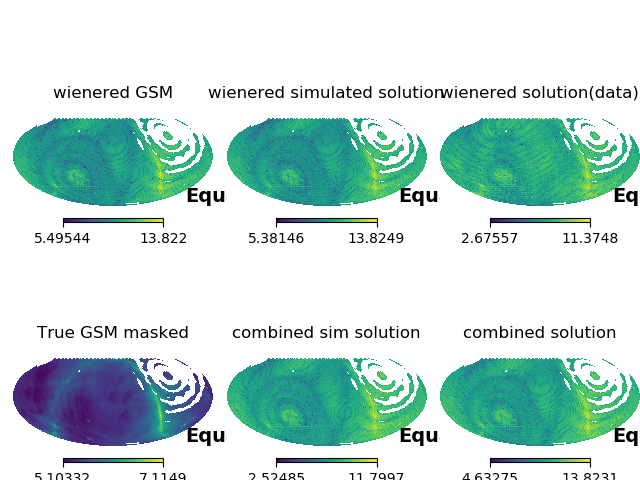 wienered GSM
wienered simulated solution
wienered solution(data)
Equ
Equ
Eq
5.49544 13.822
5.38146 13.8249
2.67557 11.3748
True GSM masked
combined sim solution
combined solution
Equ
Equ
Eq
5.10332 7.1149
2.52485 11.7997
4.63275 13.8231